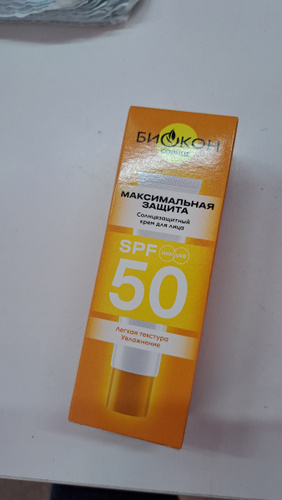 БИОКОН
МАКСИМАЛЬНАЯ
ЗАЩИТА
Солнцезащитный
крем для лица
SPF
50
Легкая текстура
Увлажнение